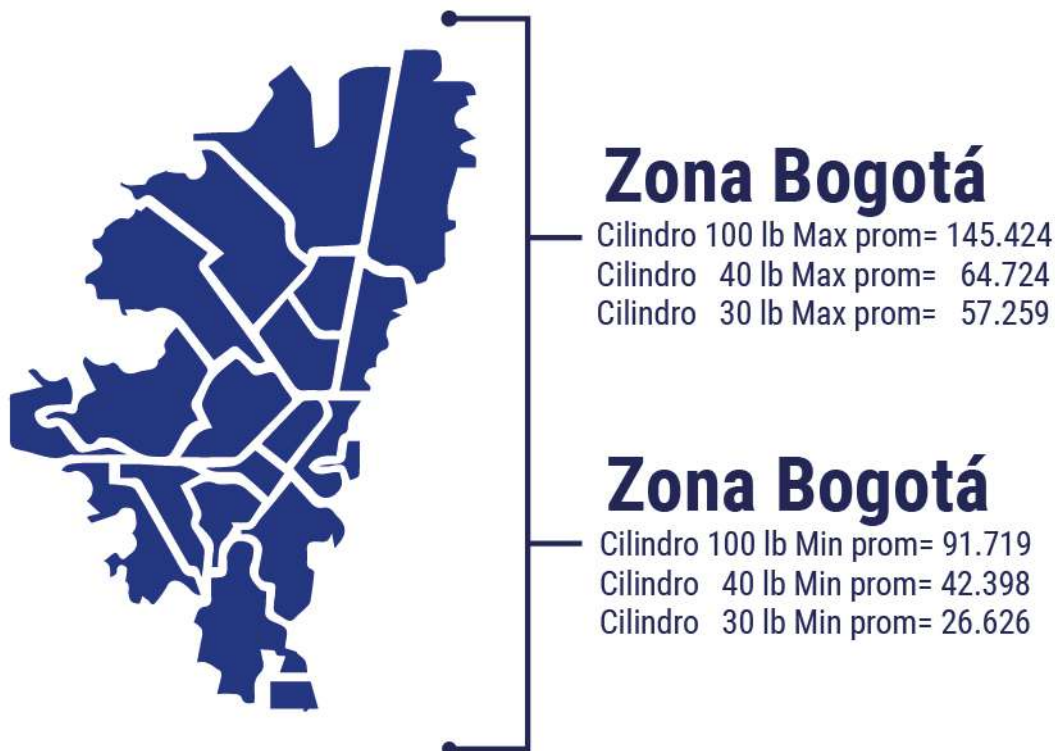 Zona Bogotá
Cilindro 100 lb Max prom= 145.424
Cilindro 40 lb Max prom= 64.724
Cilindro 30 lb Max prom= 57.259
Zona Bogotá
Cilindro 100 lb Min prom= 91.719
Cilindro 40 lb Min prom= 42.398
Cilindro 30 lb Min prom= 26.626